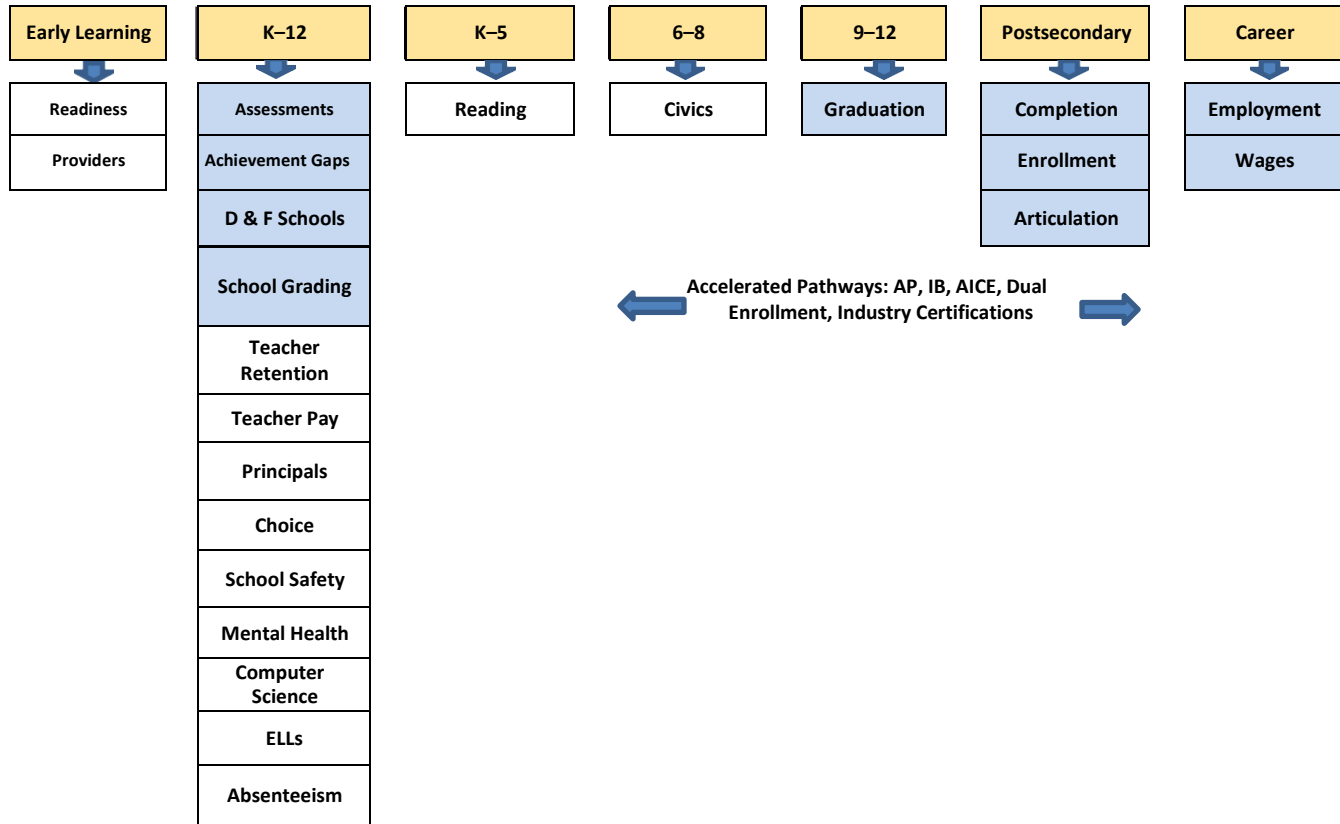 Early Learning
K–12
K–5
6–8
9–12
Postsecondary
Career
Readiness
Providers
Assessments
Achievement Gaps
D & F Schools
School Grading
Teacher
Retention
Teacher Pay
Principals
Choice
School Safety
Mental Health
Computer
Science
ELLs
Absenteeism
Reading
Civics
Graduation
Completion
Enrollment
Articulation
Employment
Wages
Accelerated Pathways: AP, IB, AICE, Dual
Enrollment, Industry Certifications